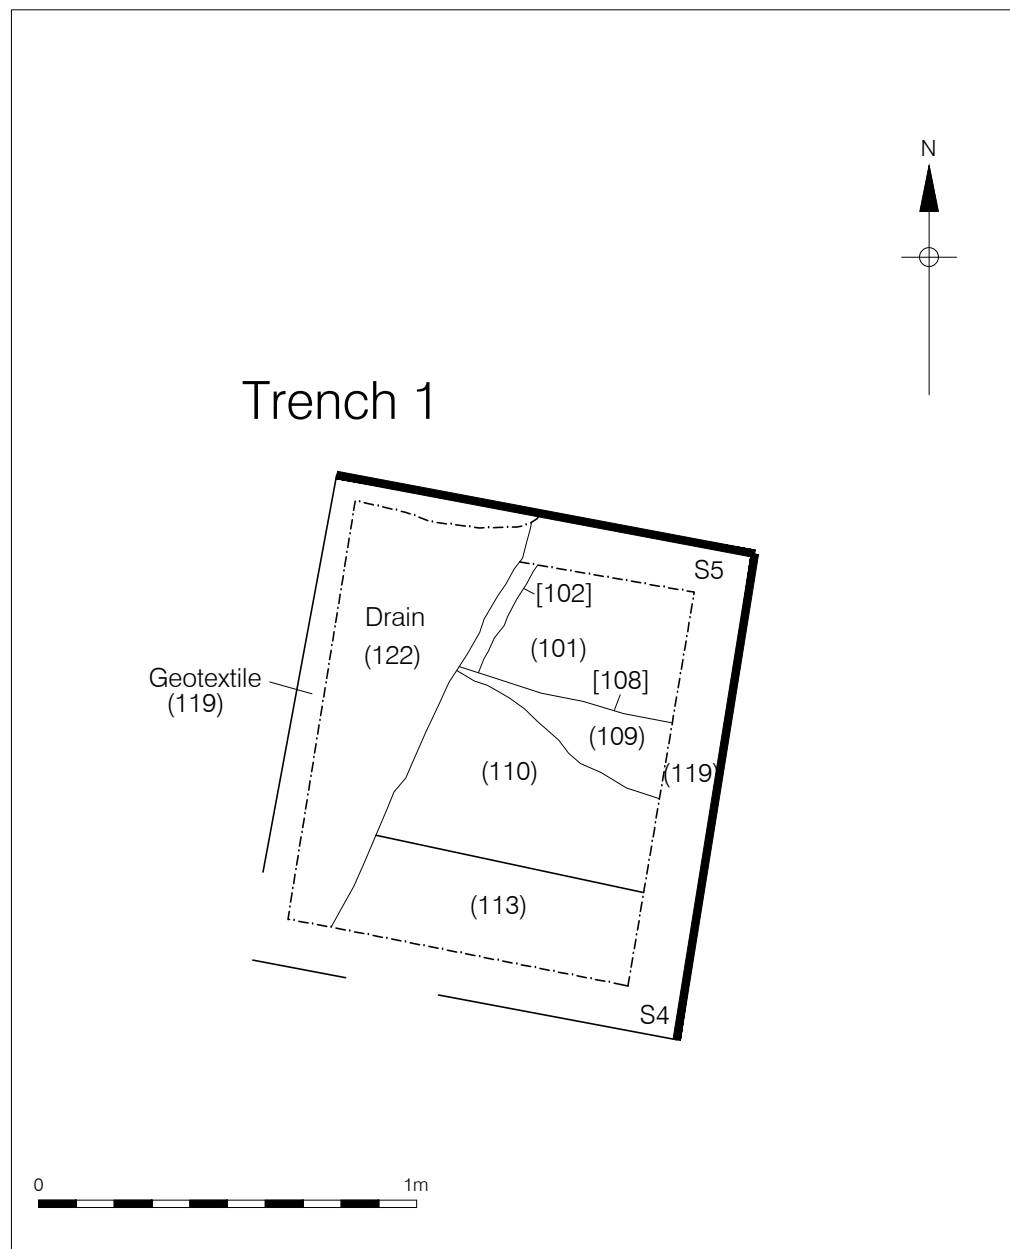 N
Trench 1
S5
[102]
Drain
(122)
(101)
Geotextile
(119)
[108]
(109)
(110)
(119)
(113)
S4
0
1m